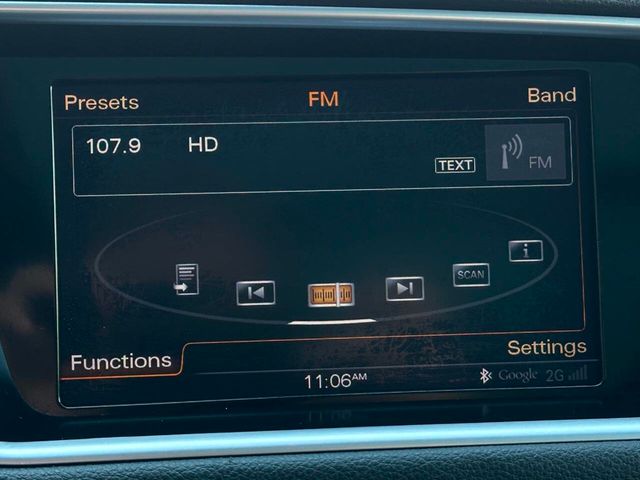 Presets FM Band
107.9 HD
TEXT FM
i
SCAN
Functions Settings
11:06AM Google 2G